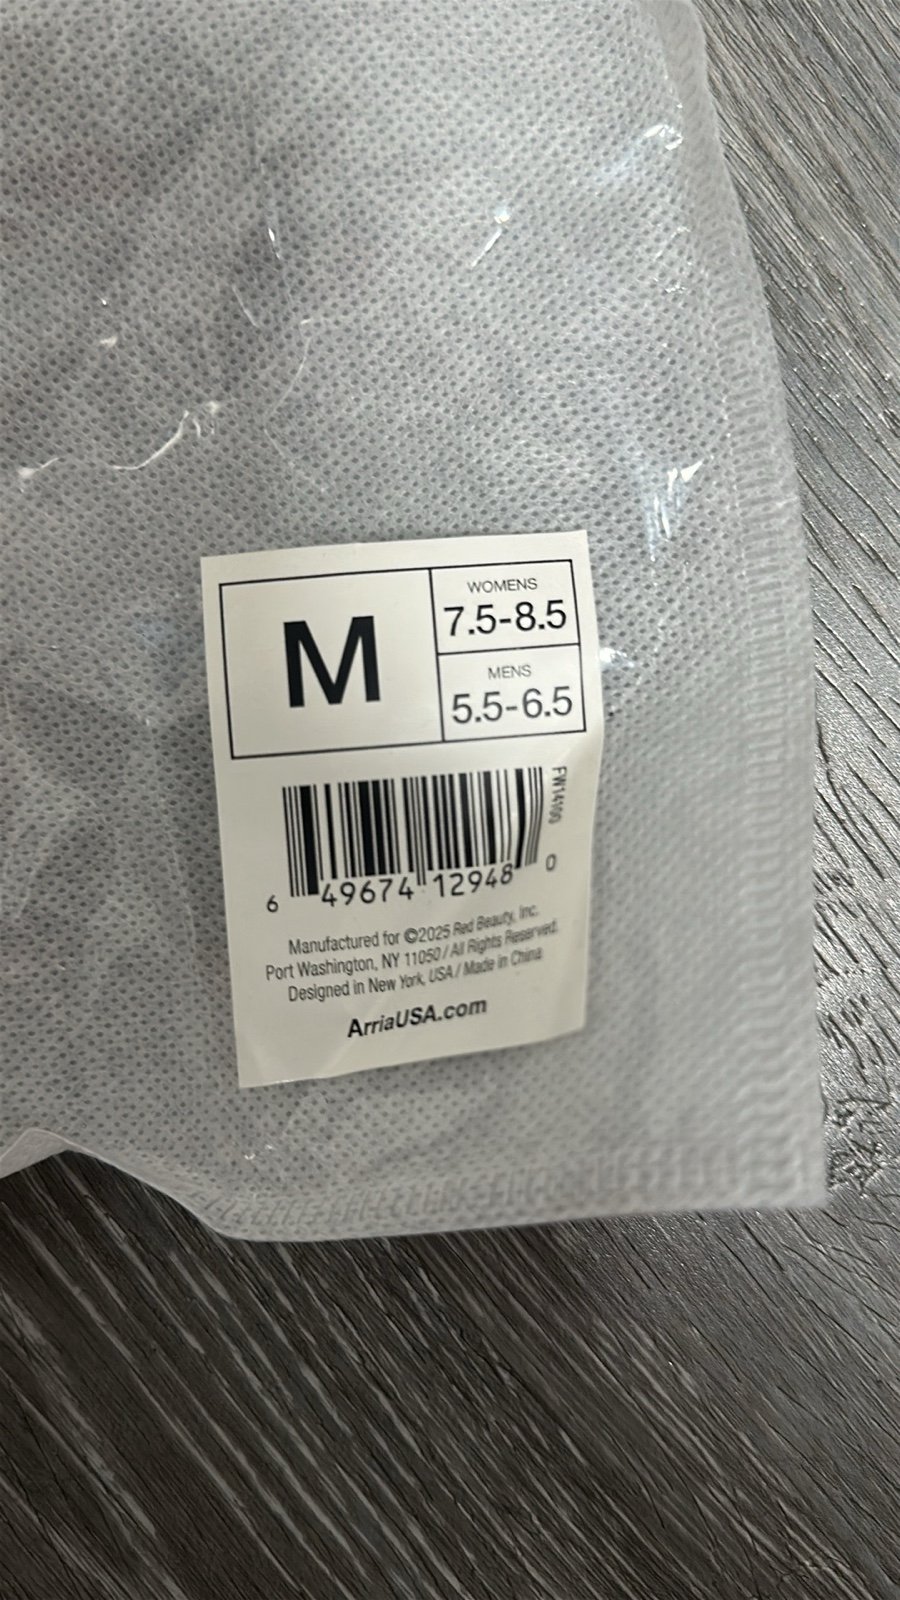 M
WOMENS
7.5-8.5
MENS
5.5-6.5
FW14100
6 49674 12948 0
Manufactured for ©2025 Red Beauty, Inc.
Port Washington, NY 11050 / All Rights Reserved.
Designed in New York, USA / Made in China
ArriaUSA.com